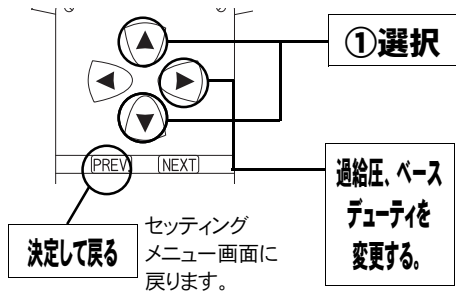 ①選択
PREV
NEXT
過給圧、ベース
デューティを
変更する。
決定して戻る
セッティング
メニュー画面に
戻ります。